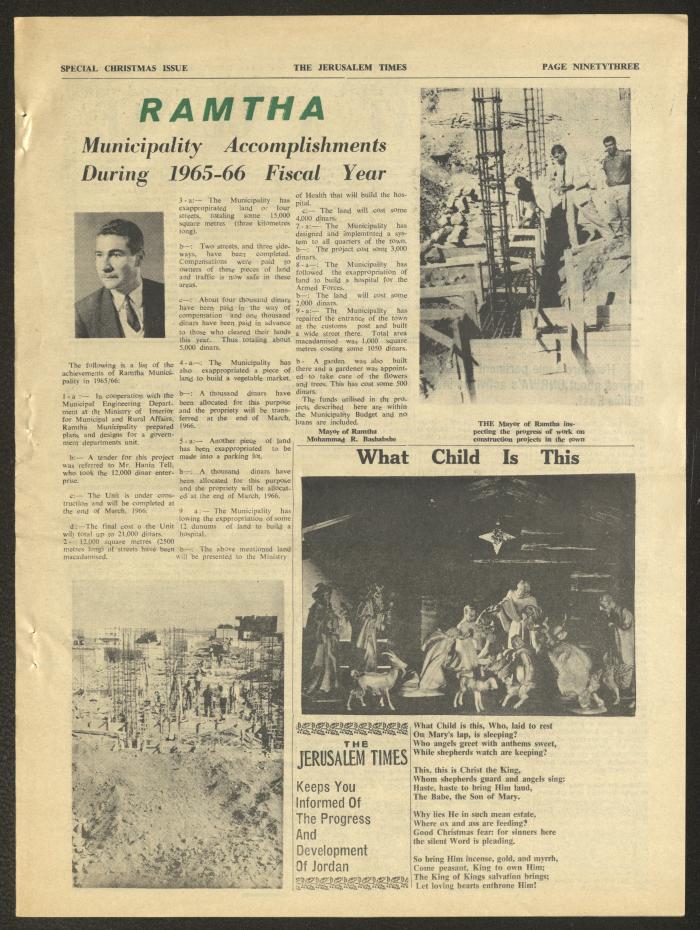 SPECIAL CHRISTMAS ISSUE
THE JERUSALEM TIMES
PAGE NINETYTHREE
RAMTHA
Municipality Accomplishments
During 1965-66 Fiscal Year
The following is a list of the
achievements of Ramtha Munici-
pality in 1965/66:
1-a :— In cooperation with the
Municipal Engineering Depart-
ment at the Ministry of Interior
for Municipal and Rural Affairs,
Ramtha Municipality prepared
plans and designs for a govern-
ment departments unit.
b:— A tender for this project
was referred to Mr. Hania Tell,
who took the 12,000 dinar enter-
prise.
c:— The Unit is under cons-
truction and will be completed at
the end of March, 1966.
d:—The final cost o the Unit
will total up to 21,000 dinars.
2— 12,000 square metres (2500
metres long) of streets have been
macadamised.
3-a:— The Municipality has
exappropirated land or four
streets, totaling some 15,000
square metres (three kilometres
long).
b—: Two streets, and three side-
ways, have been completed.
Compensations were paid to
owners of these pieces of land
and traffic is now safe in these
areas.
c—: About four thousand dinars
have been paid in the way of
compensation and one thousand
dinars have been paid in advance
to those who cleared their lands
this year. Thus totaling about
5,000 dinars.
4-a—: The Municipality has
also exappropriated a piece of
land to build a vegetable market.
b—: A thousand dinars have
been allocated for this purpose
and the propriety will be trans-
ferred at the end of March,
1966.
5-a—: Another piece of land
has been exappropriated to be
made into a parking lot.
b—: A thousand dinars have
been allocated for this purpose
and the propriety will be allocat-
ed at the end of March, 1966.
9 a :— The Municipality has
lowing the exppropriation of some
12 dunums of land to build a
hospital.
b—: The above mentioned land
will be presented to the Ministry
of Health that will build the hos-
pital.
c—: The land will cost some
4,000 dinars.
7-a—: The Municipality has
designed and implemtinted a sys-
tem to all quarters of the town.
b—: The project cost some 3,000
dinars.
8-a—: The Municipality has
followed the exappropriation of
land to build a hospital for the
Armed Forces.
b—: The land will cost some
2,000 dinars.
9-a—: The Municipality has
repaired the entrance of the town
at the customs post and built
a wide street there. Total area
macadamised was 1,000 square
metres costing some 1050 dinars.
b - A garden was also built
there and a gardener was appoint-
ed to take care of the flowers
and trees. This has cost some 500
dinars.
The funds utilised in the pro-
jects, described here are within
the Municipality Budget and no
loans are included.
Mayor of Ramtha
Mohammad R. Bashabshe
THE Mayor of Ramtha ins-
pecting the progress of work on
construction projects in the town
What Child Is This
THE
JERUSALEM TIMES
Keeps You
Informed Of
The Progress
And
Development
Of Jordan
What Child is this, Who, laid to rest
On Mary's lap, is sleeping?
Who angels greet with anthems sweet,
While shepherds watch are keeping?
This, this is Christ the King,
Whom shepherds guard and angels sing:
Haste, haste to bring Him laud,
The Babe, the Son of Mary.
Why lies He in such mean estate,
Where ox and ass are feeding?
Good Christmas fear: for sinners here
the silent Word is pleading.
So bring Him incense, gold, and myrrh,
Come peasant, King to own Him;
The King of Kings salvation brings;
Let loving hearts enthrone Him!